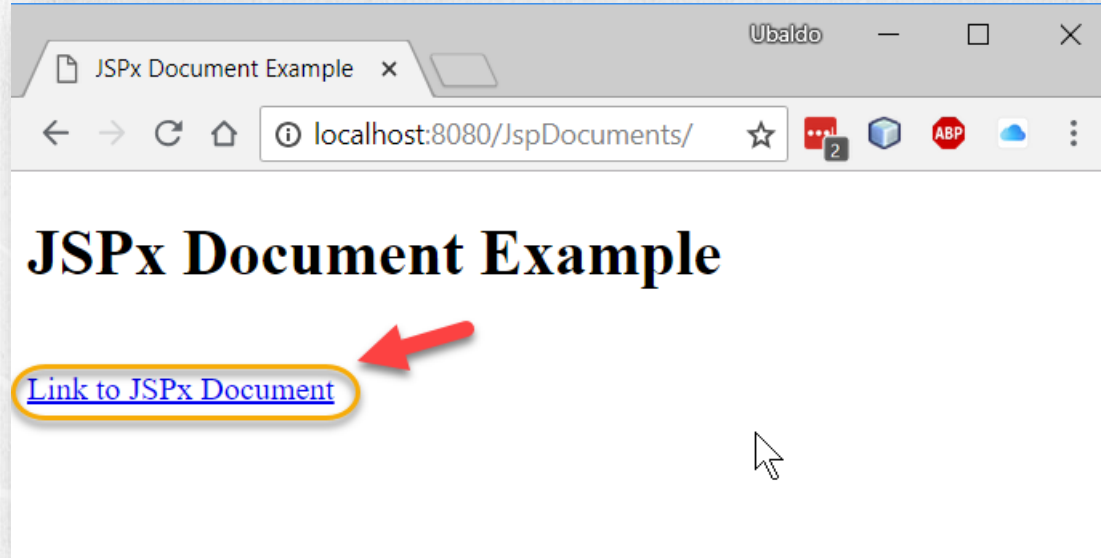 Ubaldo
JSPx Document Example
localhost:8080/JspDocuments/
2
ABP
JSPx Document Example
Link to JSPx Document